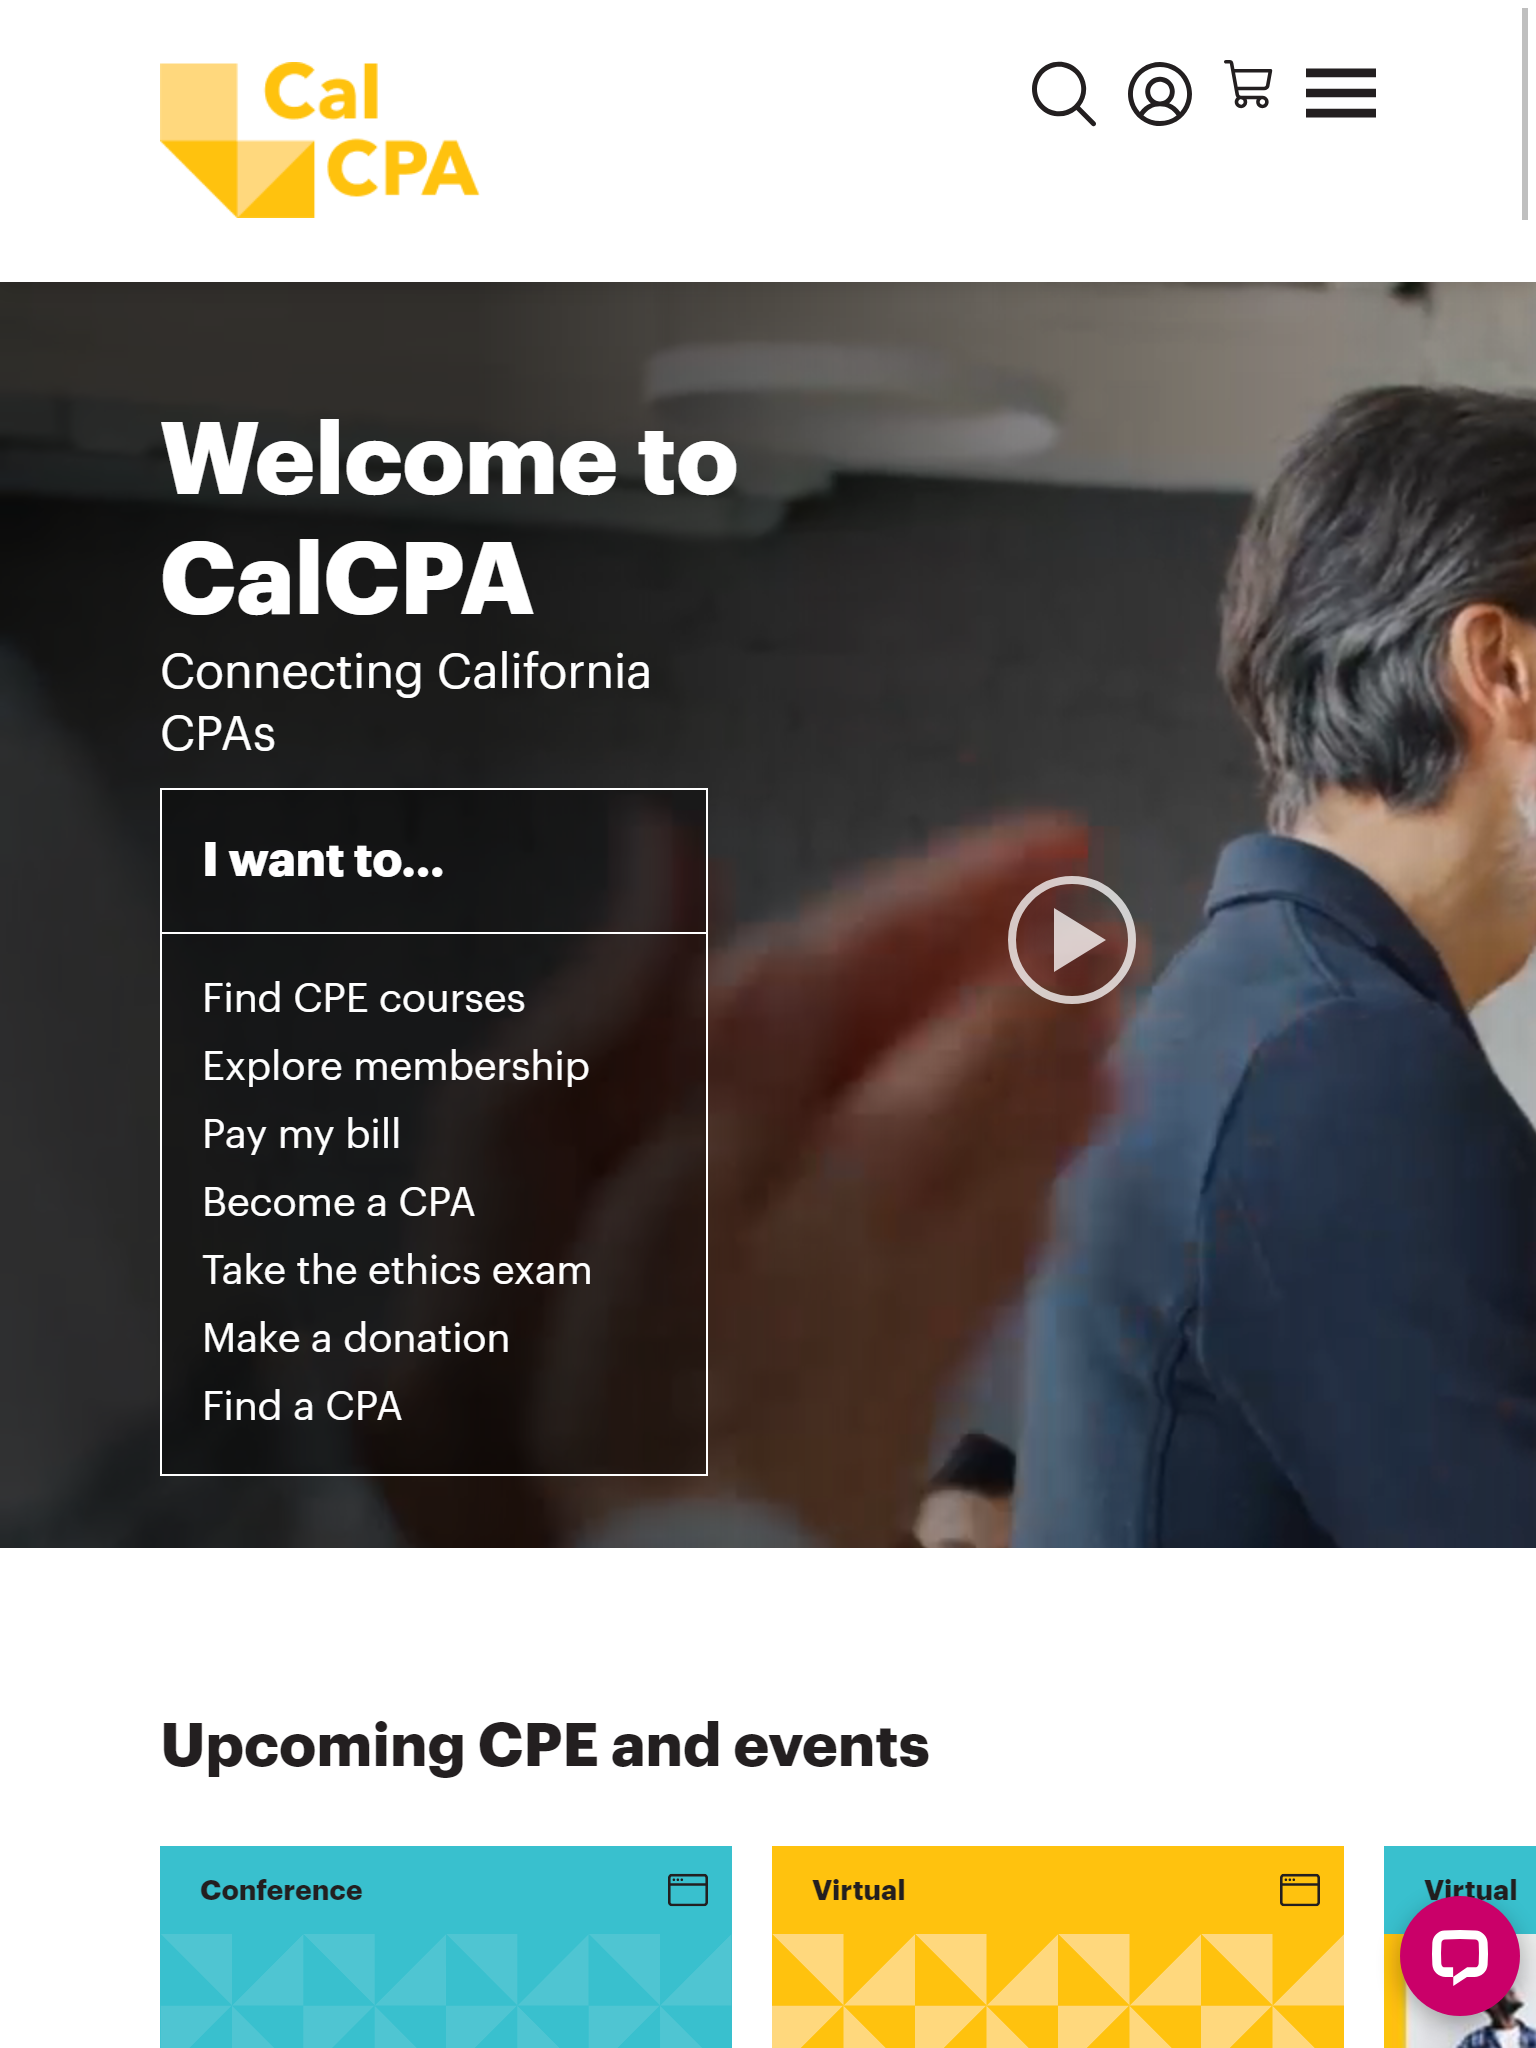 Cal
CPA
Welcome to
CalCPA
Connecting California
CPAs
I want to...
Find CPE courses
Explore membership
Pay my bill
Become a CPA
Take the ethics exam
Make a donation
Find a CPA
Upcoming CPE and events
Conference
Virtual
Virtual